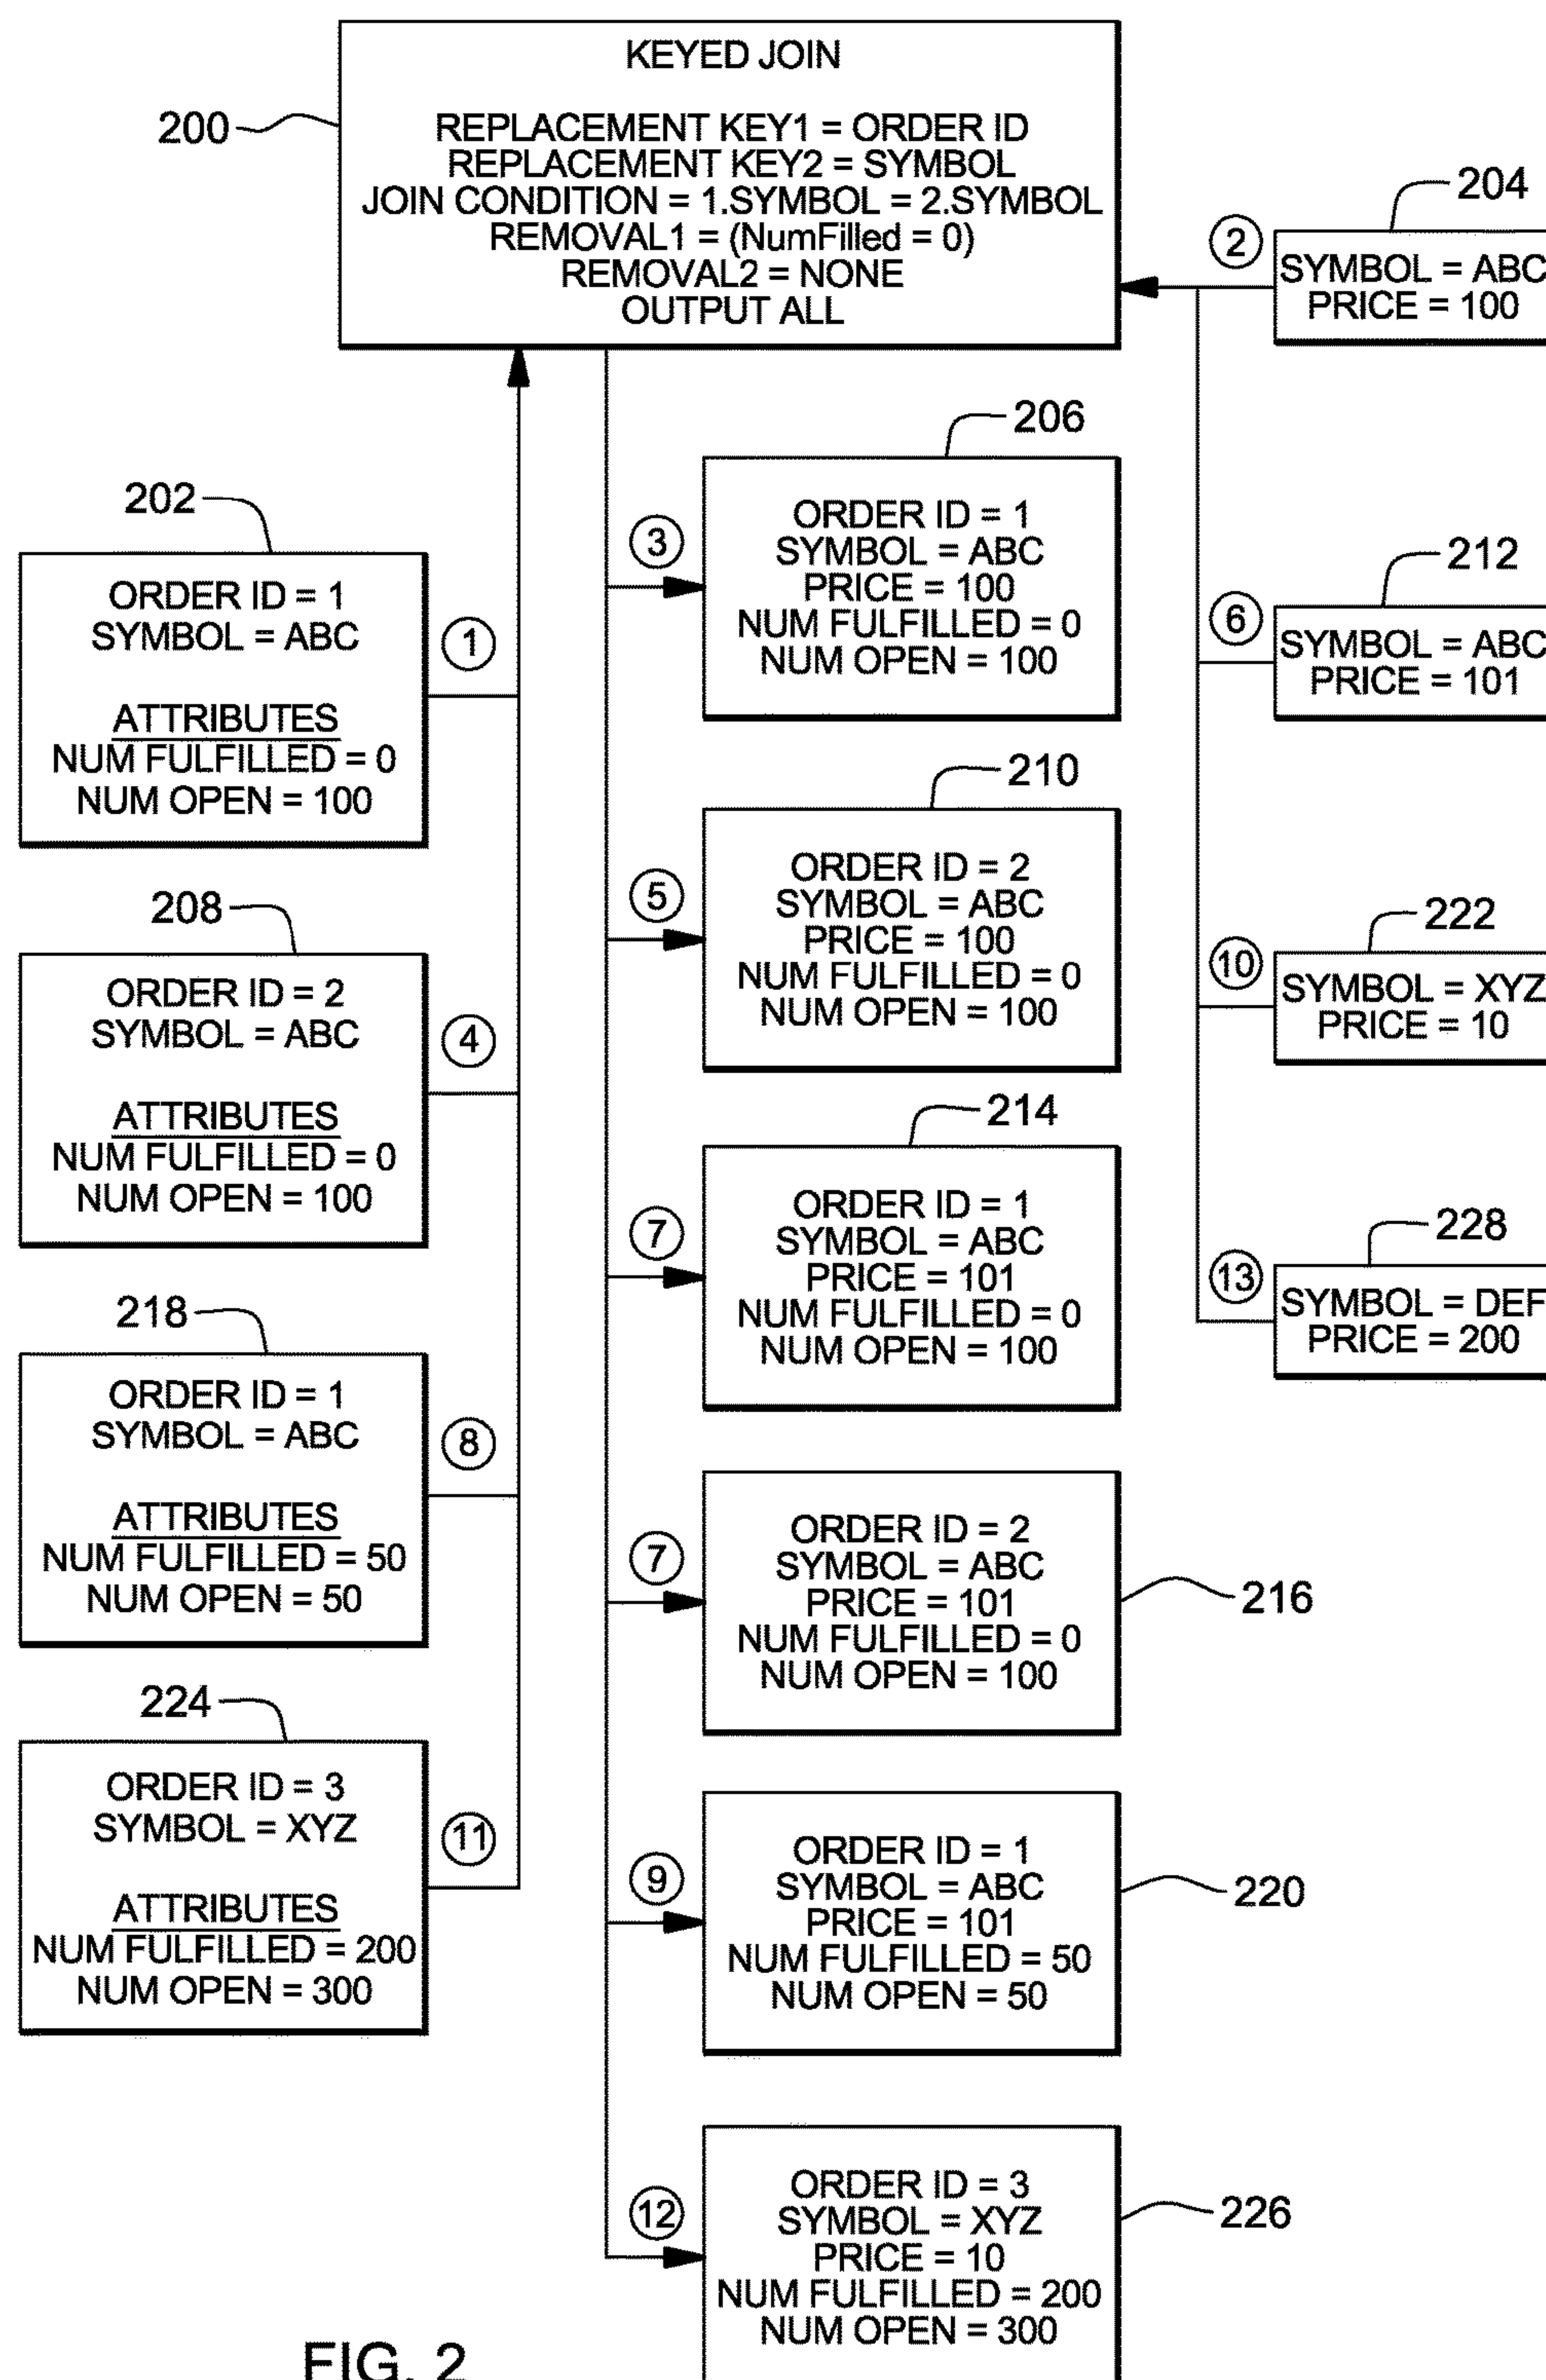 KEYED JOIN
REPLACEMENT KEY1 = ORDER ID
REPLACEMENT KEY2 = SYMBOL
JOIN CONDITION = 1.SYMBOL = 2.SYMBOL
REMOVAL1 = (NumFilled = 0)
REMOVAL2 = NONE
OUTPUT ALL
200
204
2
SYMBOL = ABC
PRICE = 100
202
ORDER ID = 1
SYMBOL = ABC
ATTRIBUTES
NUM FULFILLED = 0
NUM OPEN = 100
1
206
3
ORDER ID = 1
SYMBOL = ABC
PRICE = 100
NUM FULFILLED = 0
NUM OPEN = 100
212
6
SYMBOL = ABC
PRICE = 101
208
ORDER ID = 2
SYMBOL = ABC
ATTRIBUTES
NUM FULFILLED = 0
NUM OPEN = 100
4
210
5
ORDER ID = 2
SYMBOL = ABC
PRICE = 100
NUM FULFILLED = 0
NUM OPEN = 100
222
10
SYMBOL = XYZ
PRICE = 10
214
7
ORDER ID = 1
SYMBOL = ABC
PRICE = 101
NUM FULFILLED = 0
NUM OPEN = 100
228
13
SYMBOL = DEF
PRICE = 200
218
ORDER ID = 1
SYMBOL = ABC
ATTRIBUTES
NUM FULFILLED = 50
NUM OPEN = 50
8
7
ORDER ID = 2
SYMBOL = ABC
PRICE = 101
NUM FULFILLED = 0
NUM OPEN = 100
216
224
ORDER ID = 3
SYMBOL = XYZ
ATTRIBUTES
NUM FULFILLED = 200
NUM OPEN = 300
11
9
ORDER ID = 1
SYMBOL = ABC
PRICE = 101
NUM FULFILLED = 50
NUM OPEN = 50
220
12
ORDER ID = 3
SYMBOL = XYZ
PRICE = 10
NUM FULFILLED = 200
NUM OPEN = 300
226
FIG. 2